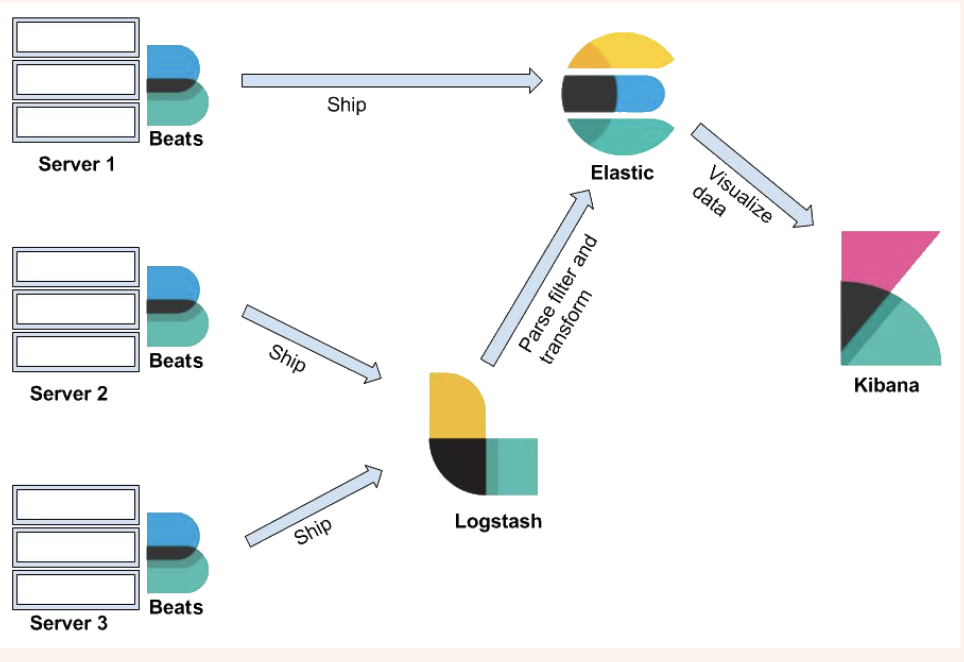 Beats
Server 1
Ship
Elastic
Visualize
data
Beats
Server 2
Ship
Parse filter and
transform
Kibana
Logstash
Beats
Server 3
Ship